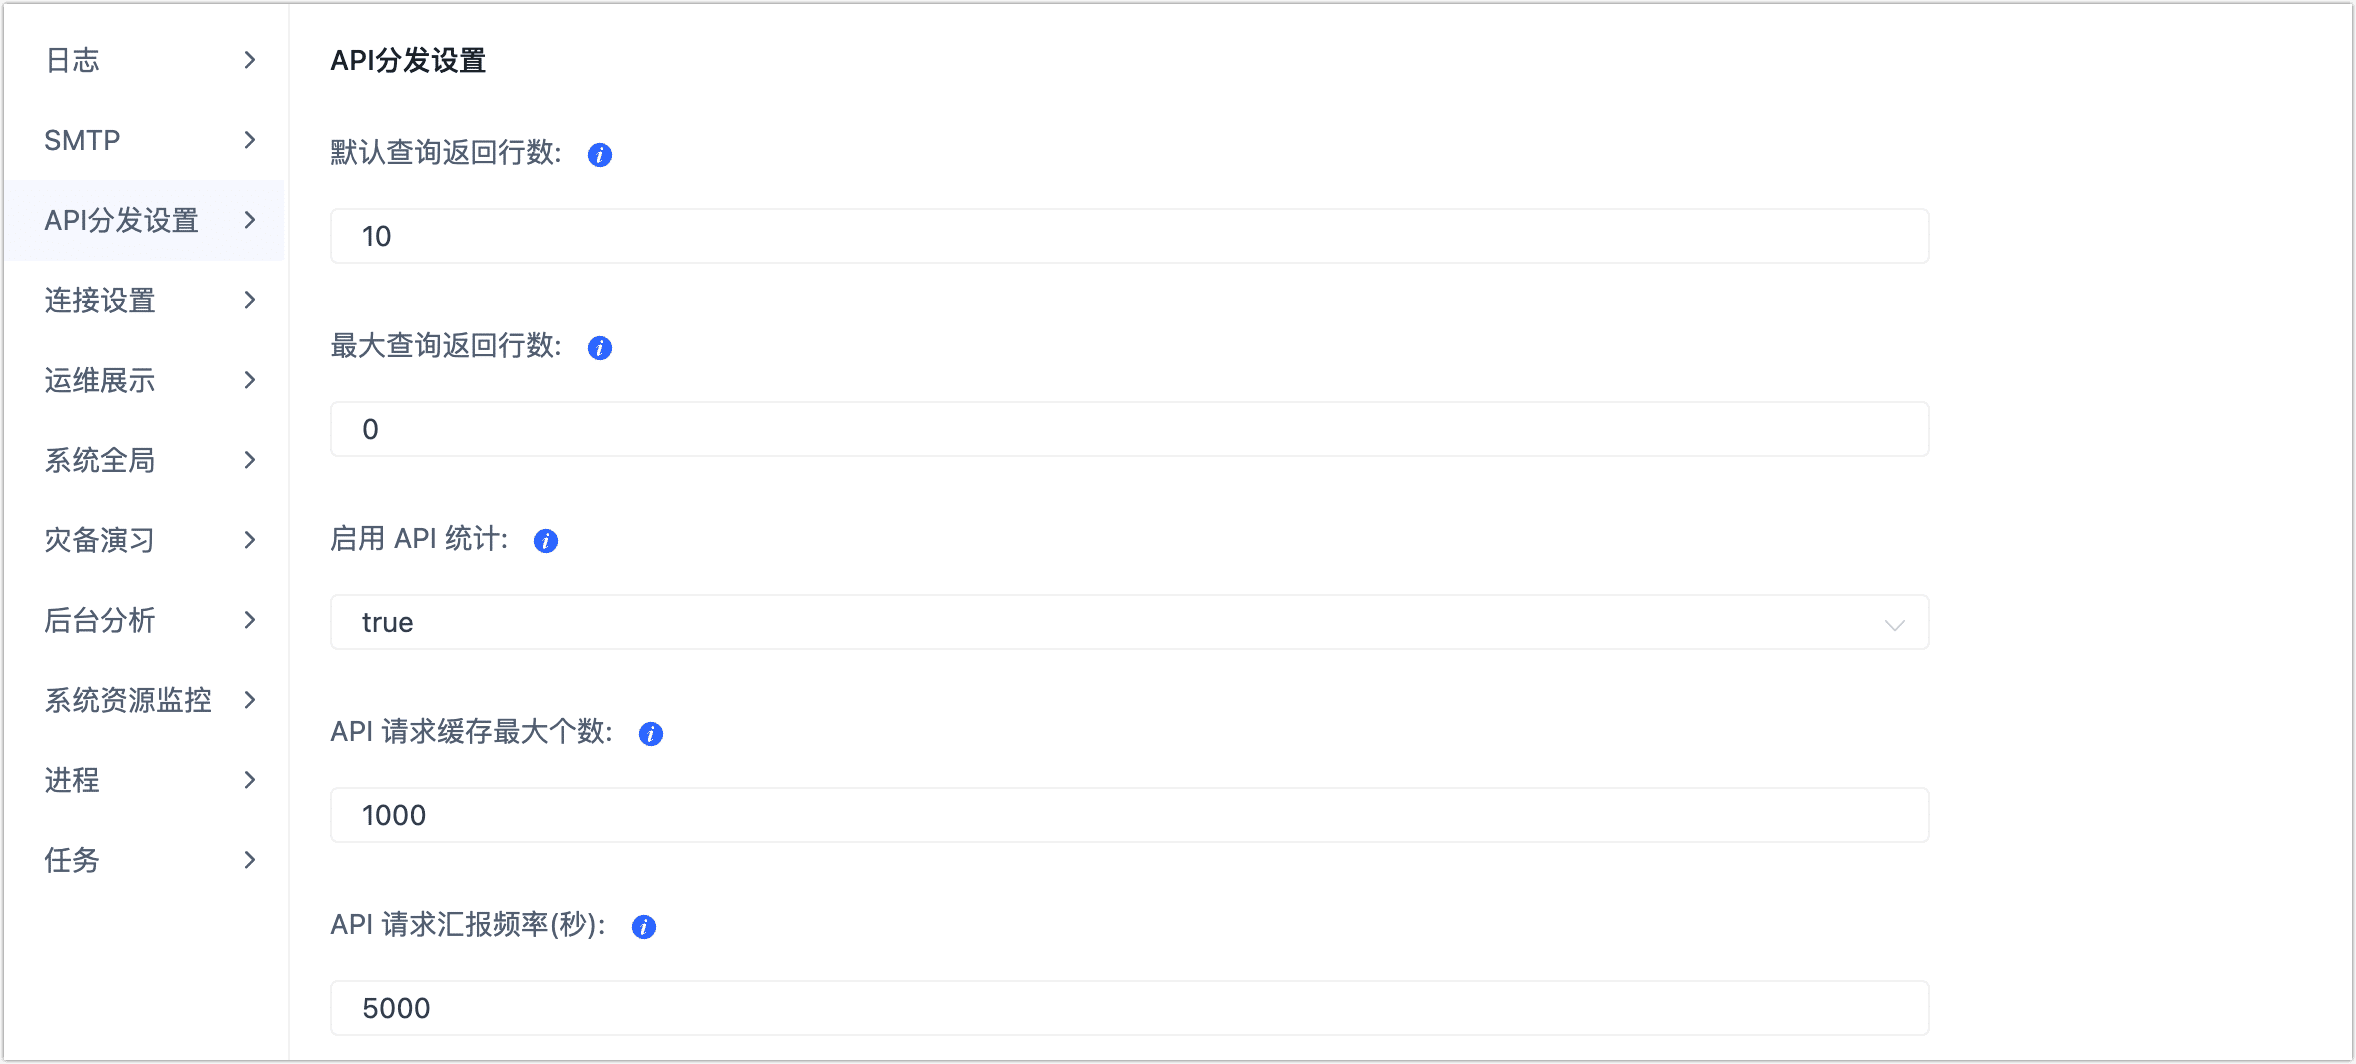 日志
SMTP
API分发设置
连接设置
运维展示
系统全局
灾备演习
后台分析
系统资源监控
进程
任务
API分发设置
默认查询返回行数:
10
最大查询返回行数:
0
启用 API 统计:
true
API 请求缓存最大个数:
1000
API 请求汇报频率(秒):
5000